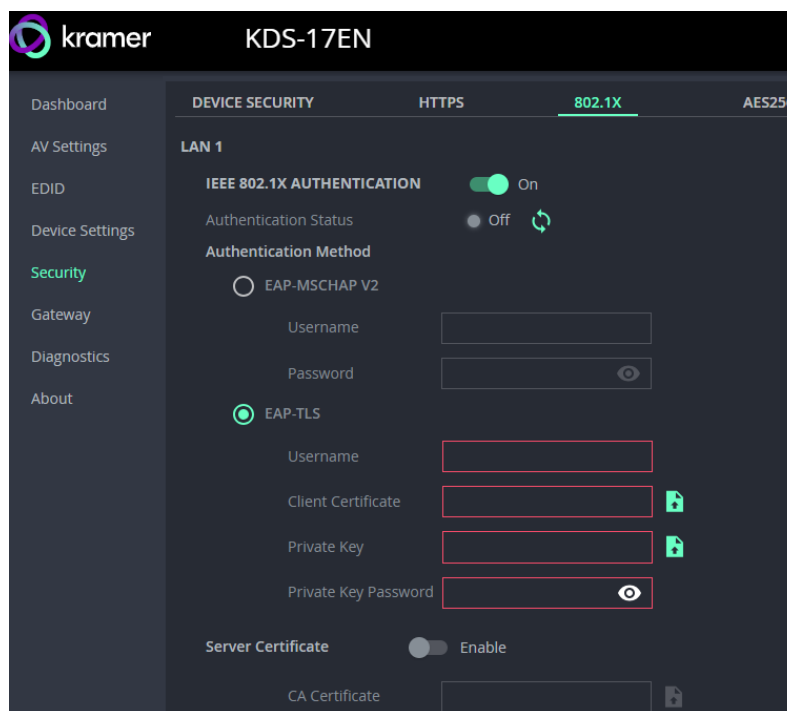 kramer KDS-17EN
Dashboard
AV Settings
EDID
Device Settings
Security
Gateway
Diagnostics
About
DEVICE SECURITY HTTPS 802.1X AES25
LAN 1
IEEE 802.1X AUTHENTICATION On
Authentication Status Off
Authentication Method
EAP-MSCHAP V2
Username
Password
EAP-TLS
Username
Client Certificate
Private Key
Private Key Password
Server Certificate Enable
CA Certificate